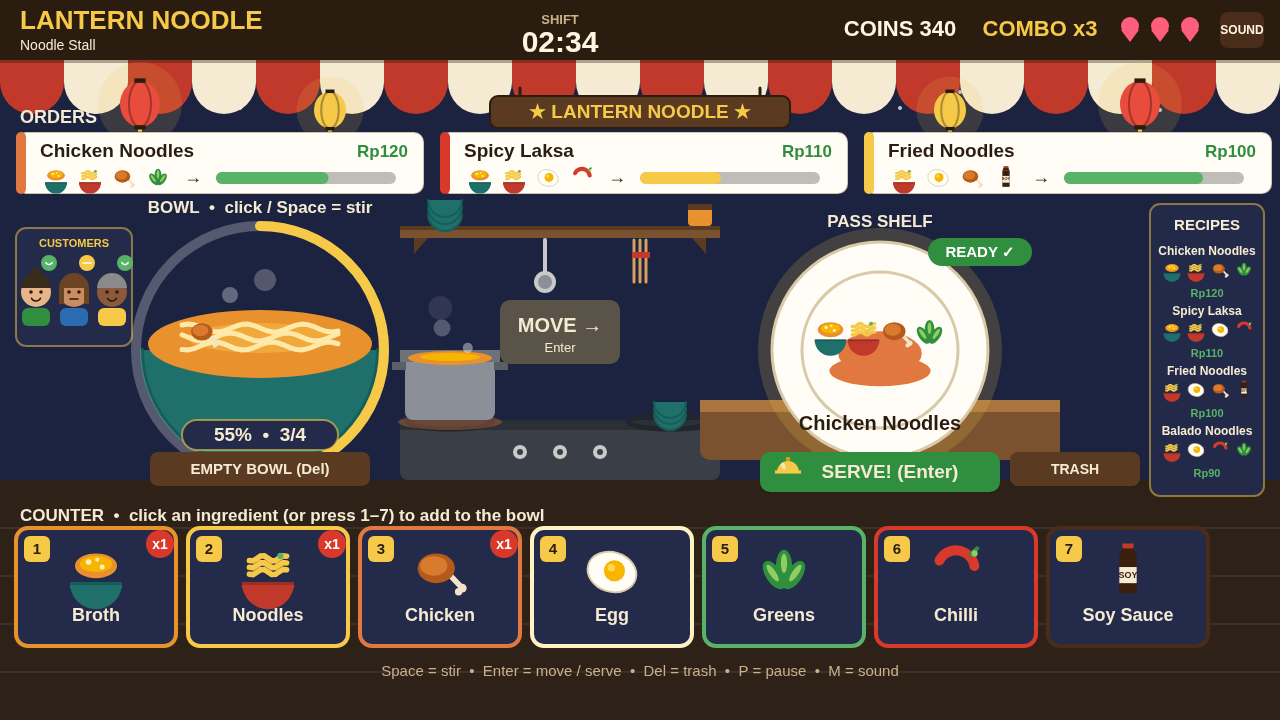 LANTERN NOODLE
Noodle Stall
SHIFT
02:34
COINS 340
COMBO x3
SOUND
ORDERS
★ LANTERN NOODLE ★
Chicken Noodles
Rp120
→
Spicy Laksa
Rp110
→
Fried Noodles
Rp100
SOY
→
BOWL • click / Space = stir
CUSTOMERS
55% • 3/4
EMPTY BOWL (Del)
MOVE →
Enter
PASS SHELF
READY ✓
Chicken Noodles
SERVE! (Enter)
TRASH
RECIPES
Chicken Noodles
Rp120
Spicy Laksa
Rp110
Fried Noodles
Rp100
Balado Noodles
Rp90
COUNTER • click an ingredient (or press 1–7) to add to the bowl
1
x1
Broth
2
x1
Noodles
3
x1
Chicken
4
Egg
5
Greens
6
Chilli
7
SOY
Soy Sauce
Space = stir • Enter = move / serve • Del = trash • P = pause • M = sound